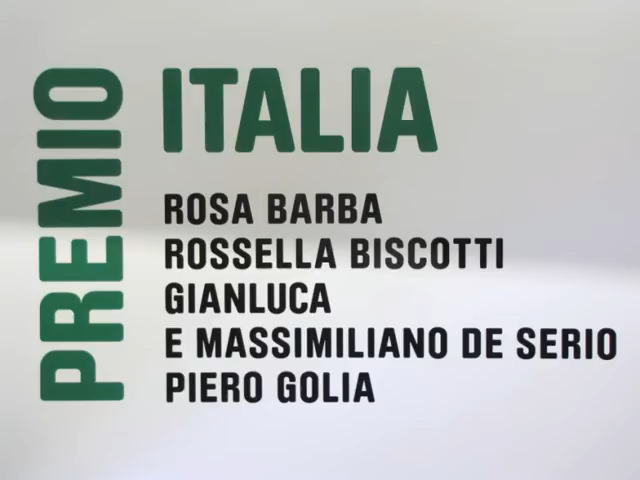 PREMIO
ITALIA
ROSA BARBA
ROSSELLA BISCOTTI
GIANLUCA
E MASSIMILIANO DE SERIO
PIERO GOLIA